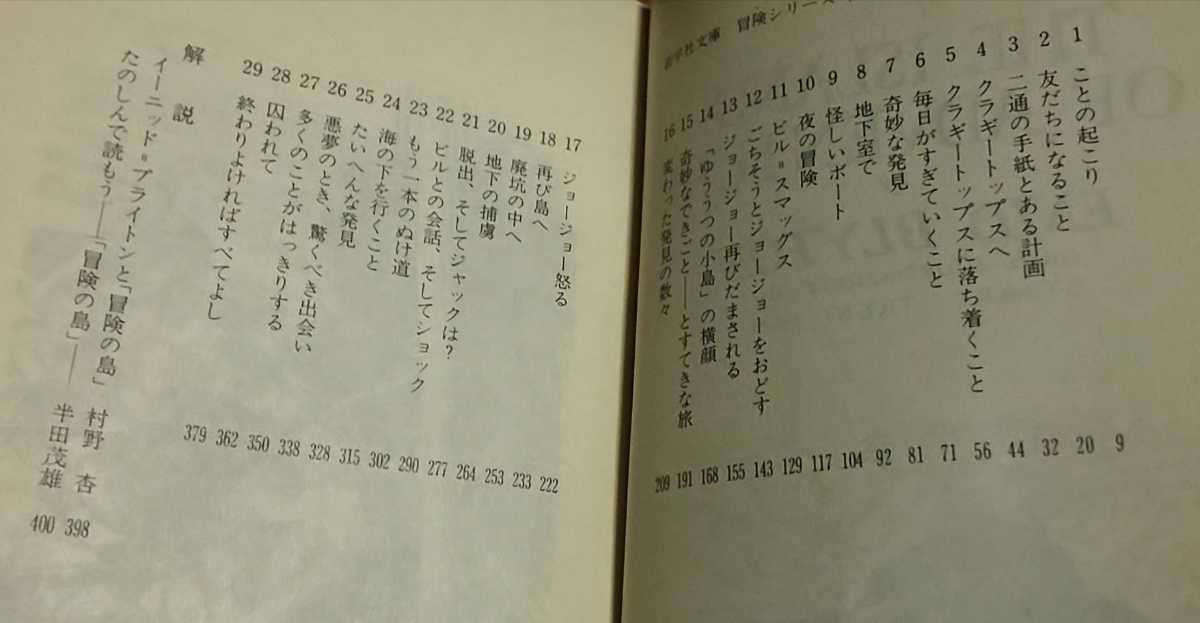 新学社文庫 冒険シリーズ
1 ことの起こり 9
2 友だちになること 20
3 二通の手紙とある計画 32
4 クラギートップスへ 44
5 クラギートップスに落ち着くこと 56
6 毎日がすぎていくこと 71
7 奇妙な発見 81
8 地下室で 92
9 怪しいボート 104
10 夜の冒険 117
11 ビル゠スマッグス 129
12 ごちそうとジョージョーをおどす 143
13 ジョージョー再びだまされる 155
14 「ゆううつの小島」の横顔 168
15 奇妙なできごと――とすてきな旅 191
16 変わった発見の数々 209
17 ジョージョー怒る 222
18 再び島へ 233
19 廃坑の中へ 253
20 地下の捕虜 264
21 脱出、そしてジャックは? 277
22 ビルとの会話、そしてショック 290
23 もう一本のぬけ道 302
24 海の下を行くこと 315
25 たいへんな発見 328
26 悪夢のとき、驚くべき出会い 338
27 多くのことがはっきりする 350
28 囚われて 362
29 終わりよければすべてよし 379
解説
イーニッド゠ブライトンと「冒険の島」 村野 杏 398
たのしんで読もう――「冒険の島」―― 半田茂雄 400